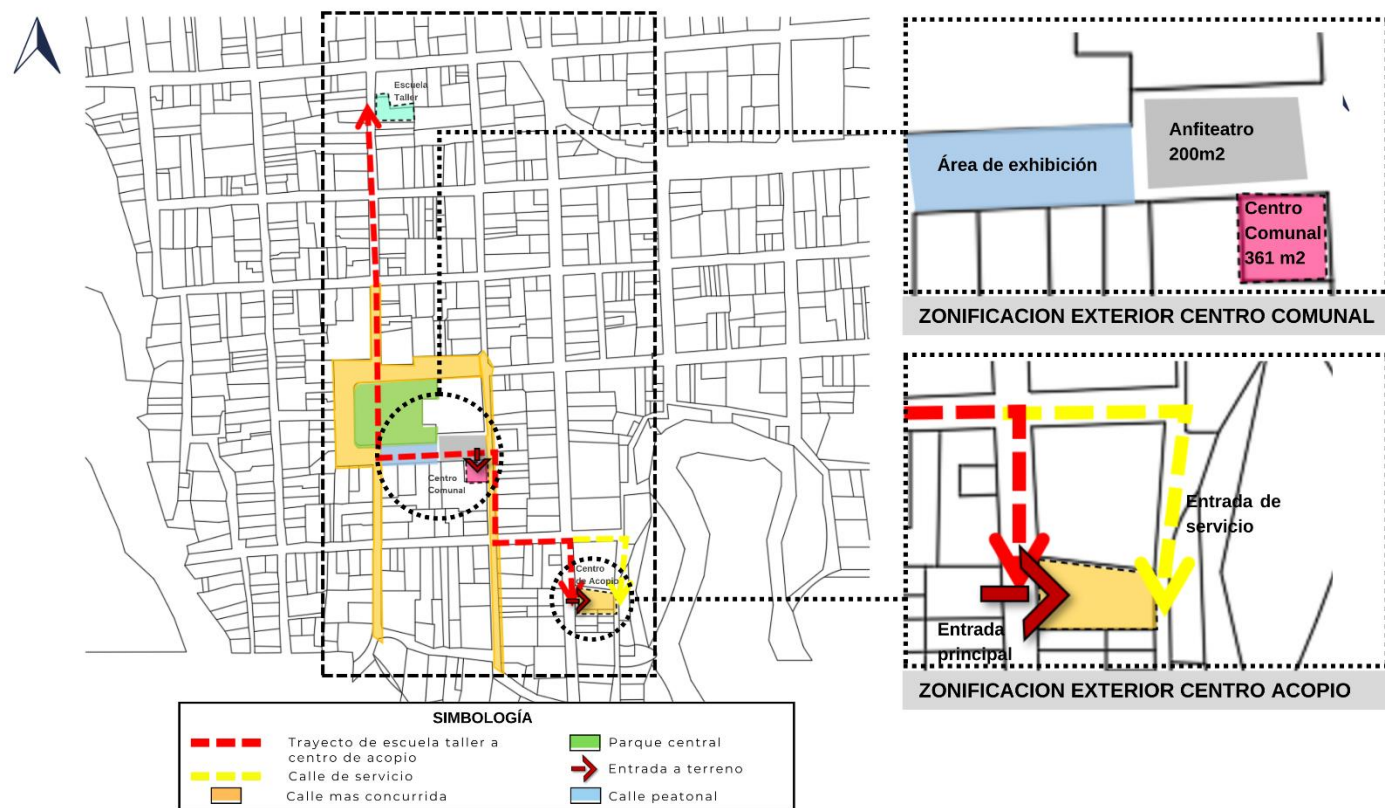 Escuela
Taller
Centro
Comunal
Centro
de Acopio
Área de exhibición
Anfiteatro
200m2
Centro
Comunal
361 m2
ZONIFICACION EXTERIOR CENTRO COMUNAL
Entrada de
servicio
Entrada
principal
ZONIFICACION EXTERIOR CENTRO ACOPIO
SIMBOLOGÍA
Trayecto de escuela taller a
centro de acopio
Calle de servicio
Calle mas concurrida
Parque central
Entrada a terreno
Calle peatonal